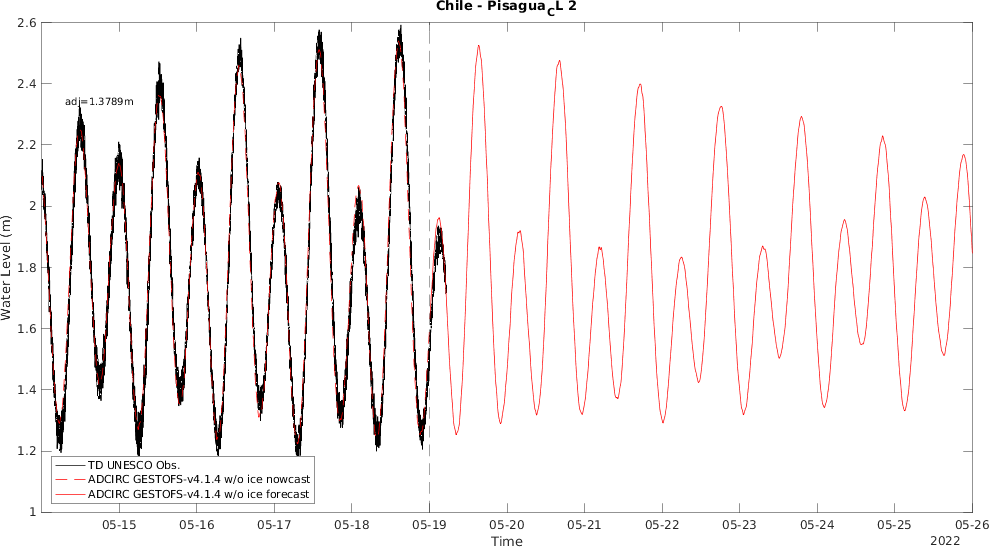 Chile - Pisagua_CL 2
Water Level (m)
2.6
2.4
2.2
2
1.8
1.6
1.4
1.2
1
adj=1.3789m
TD UNESCO Obs.
ADCIRC GESTOFS-v4.1.4 w/o ice nowcast
ADCIRC GESTOFS-v4.1.4 w/o ice forecast
05-15 05-16 05-17 05-18 05-19 05-20 05-21 05-22 05-23 05-24 05-25 05-26
Time
2022